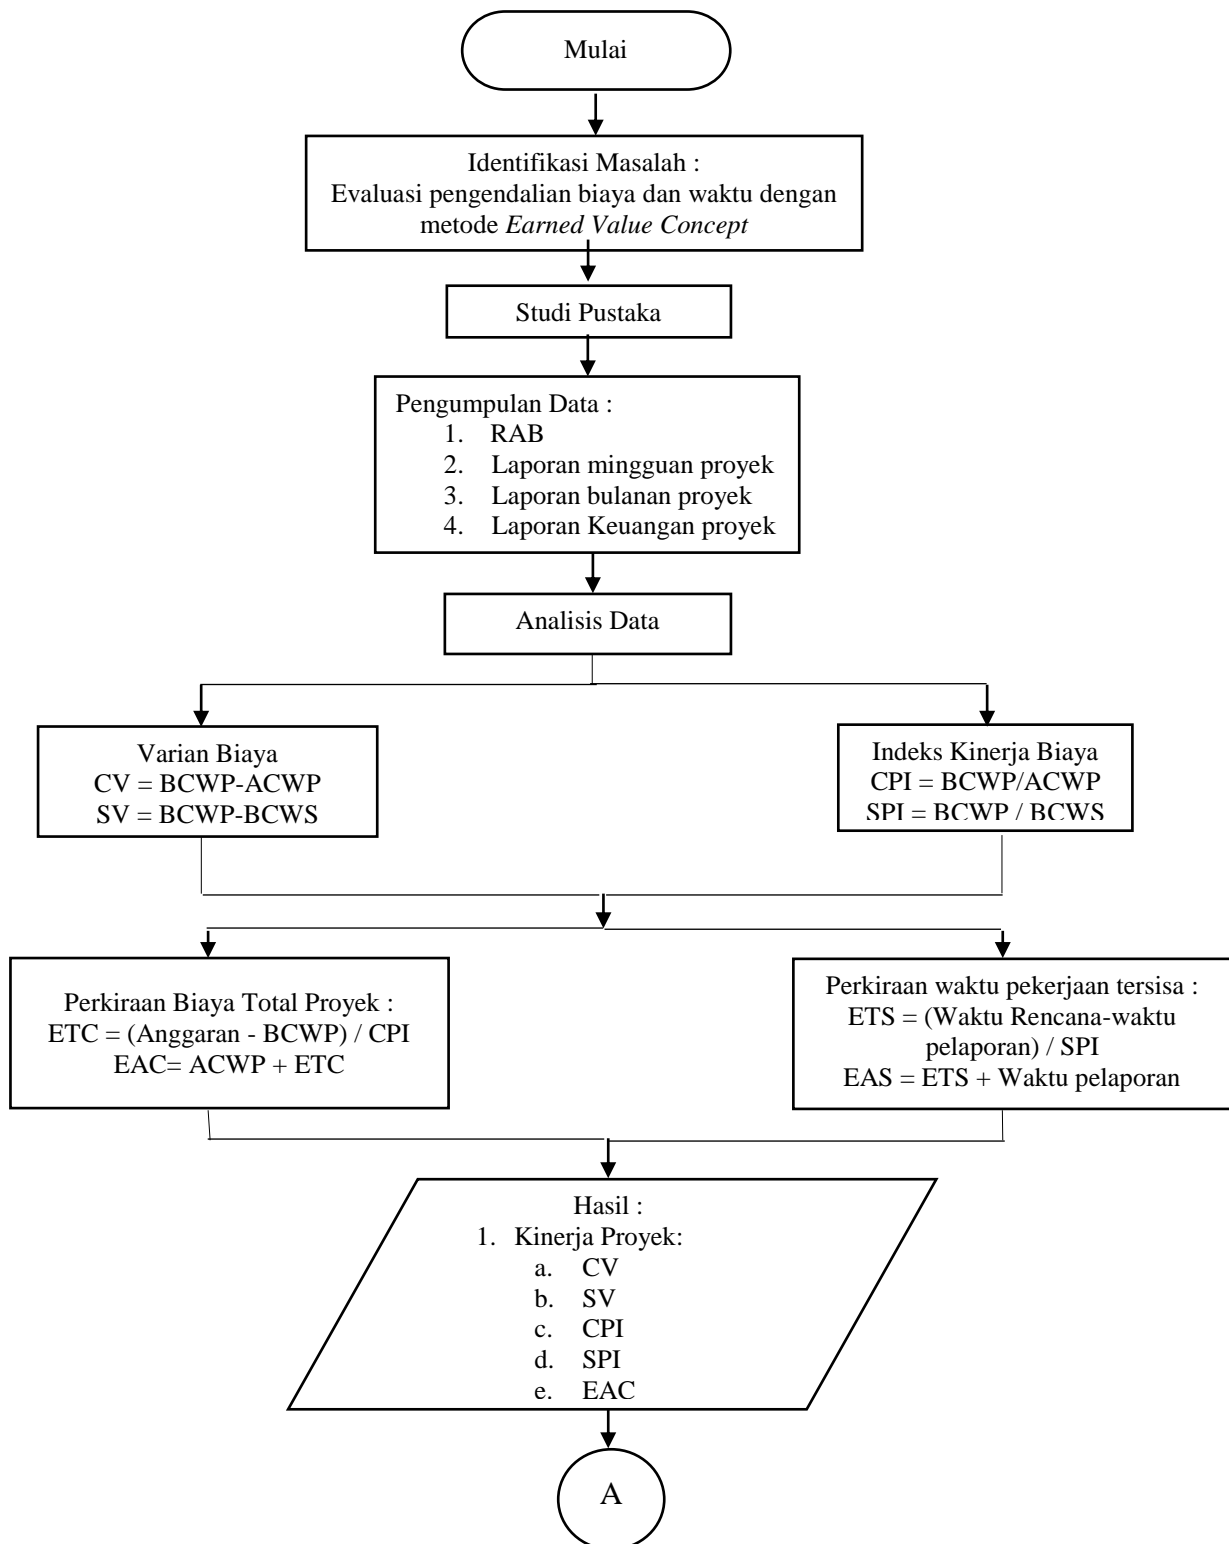 Mulai
Identifikasi Masalah :
Evaluasi pengendalian biaya dan waktu dengan
metode Earned Value Concept
Studi Pustaka
Pengumpulan Data :
1. RAB
2. Laporan mingguan proyek
3. Laporan bulanan proyek
4. Laporan Keuangan proyek
Analisis Data
Varian Biaya
CV = BCWP-ACWP
SV = BCWP-BCWS
Indeks Kinerja Biaya
CPI = BCWP/ACWP
SPI = BCWP / BCWS
Perkiraan Biaya Total Proyek :
ETC = (Anggaran - BCWP) / CPI
EAC= ACWP + ETC
Perkiraan waktu pekerjaan tersisa :
ETS = (Waktu Rencana-waktu
pelaporan) / SPI
EAS = ETS + Waktu pelaporan
Hasil :
1. Kinerja Proyek:
a. CV
b. SV
c. CPI
d. SPI
e. EAC
A